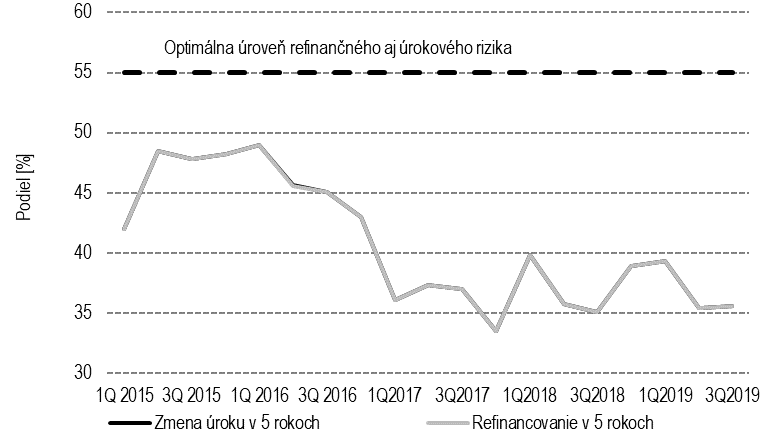 60
Optimálna úroveň refinančného aj úrokového rizika
55
50
Podiel [%]
45
40
35
30
1Q 2015 3Q 2015 1Q 2016 3Q 2016 1Q2017 3Q2017 1Q2018 3Q2018 1Q2019 3Q2019
Zmena úroku v 5 rokoch Refinancovanie v 5 rokoch